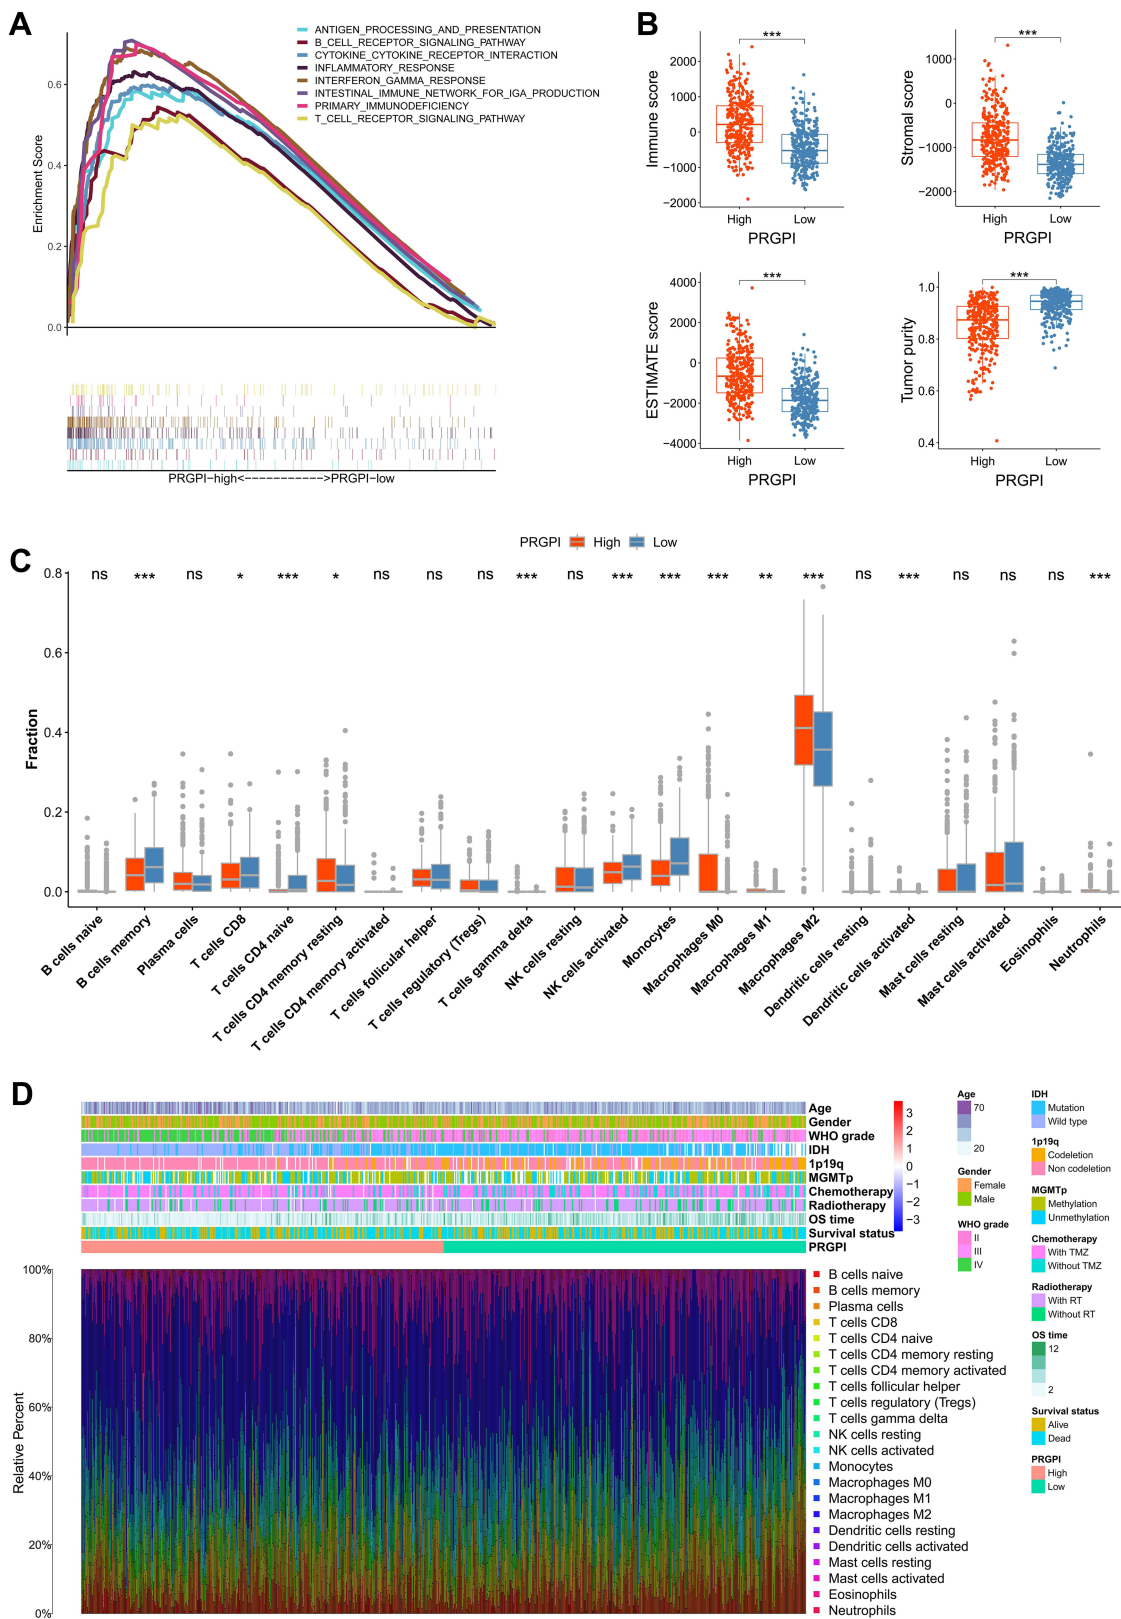 A
ANTIGEN_PROCESSING_AND_PRESENTATION
B_CELL_RECEPTOR_SIGNALING_PATHWAY
CYTOKINE_CYTOKINE_RECEPTOR_INTERACTION
INFLAMMATORY_RESPONSE
INTERFERON_GAMMA_RESPONSE
INTESTINAL_IMMUNE_NETWORK_FOR_IGA_PRODUCTION
PRIMARY_IMMUNODEFICIENCY
T_CELL_RECEPTOR_SIGNALING_PATHWAY
Enrichment Score
0.6
0.4
0.2
0.0
PRGPI−high<−−−−−−−−−−−−>PRGPI−low
B
Immune score
2000
1000
0
−1000
−2000
***
High
Low
PRGPI
Stromal score
1000
0
−1000
−2000
***
High
Low
PRGPI
ESTIMATE score
4000
2000
0
−2000
−4000
***
High
Low
PRGPI
Tumor purity
1.0
0.8
0.6
0.4
***
High
Low
PRGPI
C
PRGPI High Low
Fraction
0.8
0.6
0.4
0.2
0.0
ns *** ns * *** * ns ns ns *** ns *** *** *** ** *** ns *** ns ns ns ***
B cells naive
B cells memory
Plasma cells
T cells CD8
T cells CD4 naive
T cells CD4 memory resting
T cells CD4 memory activated
T cells follicular helper
T cells regulatory (Tregs)
T cells gamma delta
NK cells resting
NK cells activated
Monocytes
Macrophages M0
Macrophages M1
Macrophages M2
Dendritic cells resting
Dendritic cells activated
Mast cells resting
Mast cells activated
Eosinophils
Neutrophils
D
Age
Gender
WHO grade
IDH
1p19q
MGMTp
Chemotherapy
Radiotherapy
OS time
Survival status
PRGPI
3
2
1
0
−1
−2
−3
Age
70
20
Gender
Female
Male
WHO grade
II
III
IV
IDH
Mutation
Wild type
1p19q
Codeletion
Non codeletion
MGMTp
Methylation
Unmethylation
Chemotherapy
With TMZ
Without TMZ
Radiotherapy
With RT
Without RT
OS time
12
2
Survival status
Alive
Dead
PRGPI
High
Low
Relative Percent
100%
80%
60%
40%
20%
0%
B cells naive
B cells memory
Plasma cells
T cells CD8
T cells CD4 naive
T cells CD4 memory resting
T cells CD4 memory activated
T cells follicular helper
T cells regulatory (Tregs)
T cells gamma delta
NK cells resting
NK cells activated
Monocytes
Macrophages M0
Macrophages M1
Macrophages M2
Dendritic cells resting
Dendritic cells activated
Mast cells resting
Mast cells activated
Eosinophils
Neutrophils